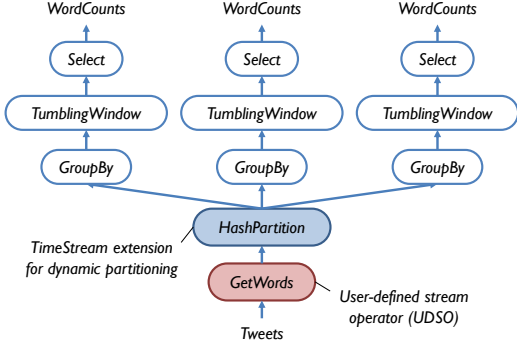 WordCounts WordCounts WordCounts
Select Select Select
TumblingWindow TumblingWindow TumblingWindow
GroupBy GroupBy GroupBy
HashPartition
TimeStream extension
for dynamic partitioning
GetWords
User-defined stream
operator (UDSO)
Tweets